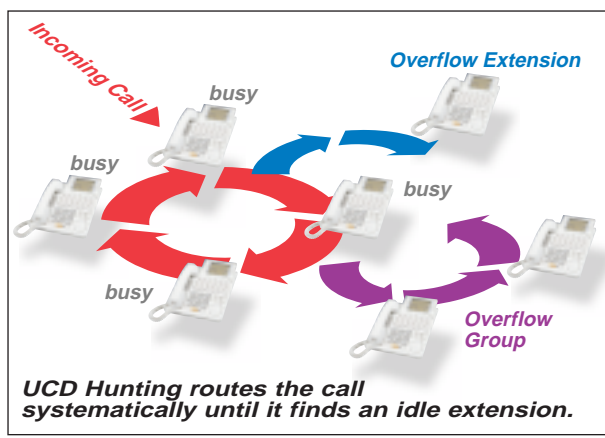 Incoming Call
Overflow Extension
busy
busy
busy
busy
Overflow
Group
UCD Hunting routes the call
systematically until it finds an idle extension.